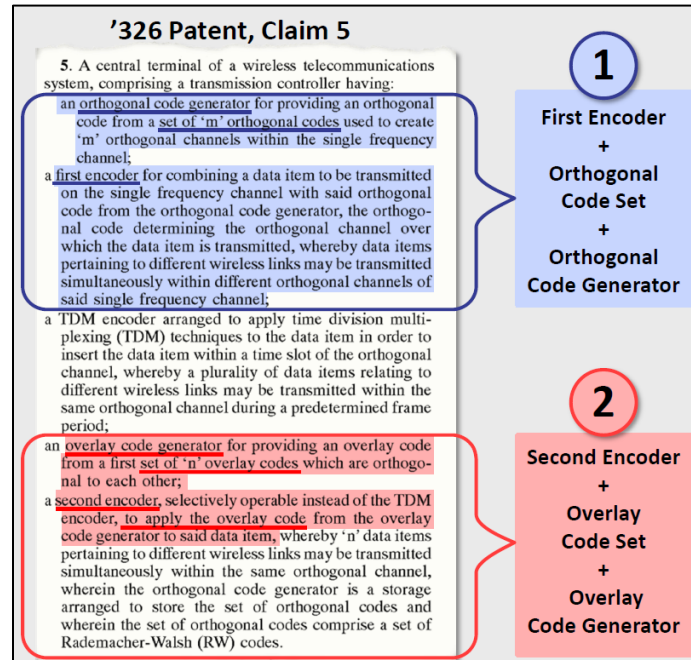 ’326 Patent, Claim 5
5. A central terminal of a wireless telecommunications
system, comprising a transmission controller having:
an orthogonal code generator for providing an orthogonal
code from a set of ‘m’ orthogonal codes used to create
‘m’ orthogonal channels within the single frequency
channel;
a first encoder for combining a data item to be transmitted
on the single frequency channel with said orthogonal
code from the orthogonal code generator, the orthogo-
nal code determining the orthogonal channel over
which the data item is transmitted, whereby data items
pertaining to different wireless links may be transmitted
simultaneously within different orthogonal channels of
said single frequency channel;
a TDM encoder arranged to apply time division multi-
plexing (TDM) techniques to the data item in order to
insert the data item within a time slot of the orthogonal
channel, whereby a plurality of data items relating to
different wireless links may be transmitted within the
same orthogonal channel during a predetermined frame
period;
an overlay code generator for providing an overlay code
from a first set of ‘n’ overlay codes which are orthogo-
nal to each other;
a second encoder, selectively operable instead of the TDM
encoder, to apply the overlay code from the overlay
code generator to said data item, whereby ‘n’ data items
pertaining to different wireless links may be transmitted
simultaneously within the same orthogonal channel,
wherein the orthogonal code generator is a storage
arranged to store the set of orthogonal codes and
wherein the set of orthogonal codes comprise a set of
Rademacher-Walsh (RW) codes.
1
First Encoder
+
Orthogonal
Code Set
+
Orthogonal
Code Generator
2
Second Encoder
+
Overlay
Code Set
+
Overlay
Code Generator